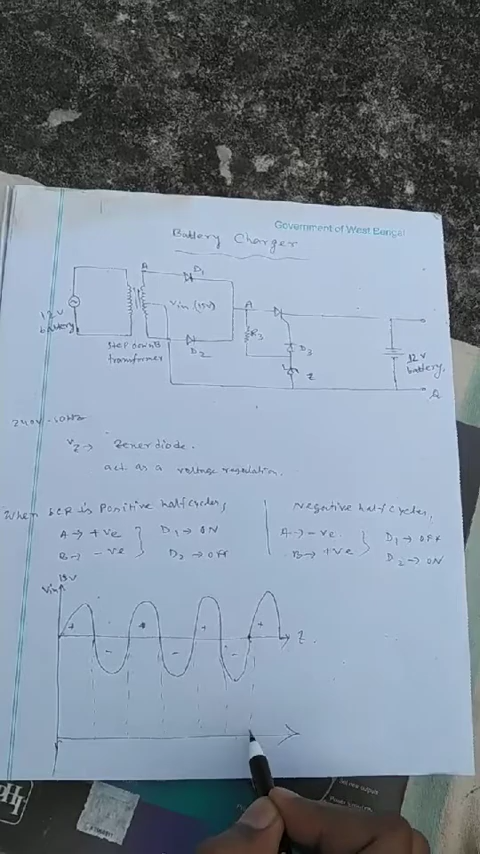 Government of West Bengal
Battery Charger
A
D1
12V
battery
Vin (15V)
A
R3
D3
Z
D2
B
step down
transformer
12V
battery,
240V - 50HZ
VZ → Zener diode.
act as a voltage regulation.
When SCR is Positive half cycles,
A → +ve } D1 → ON
B → -ve } D2 → OFF
Negative half cycles,
A → -ve } D1 → OFF
B → +ve } D2 → ON
15V
Vin
+ + + +
- - -
t.